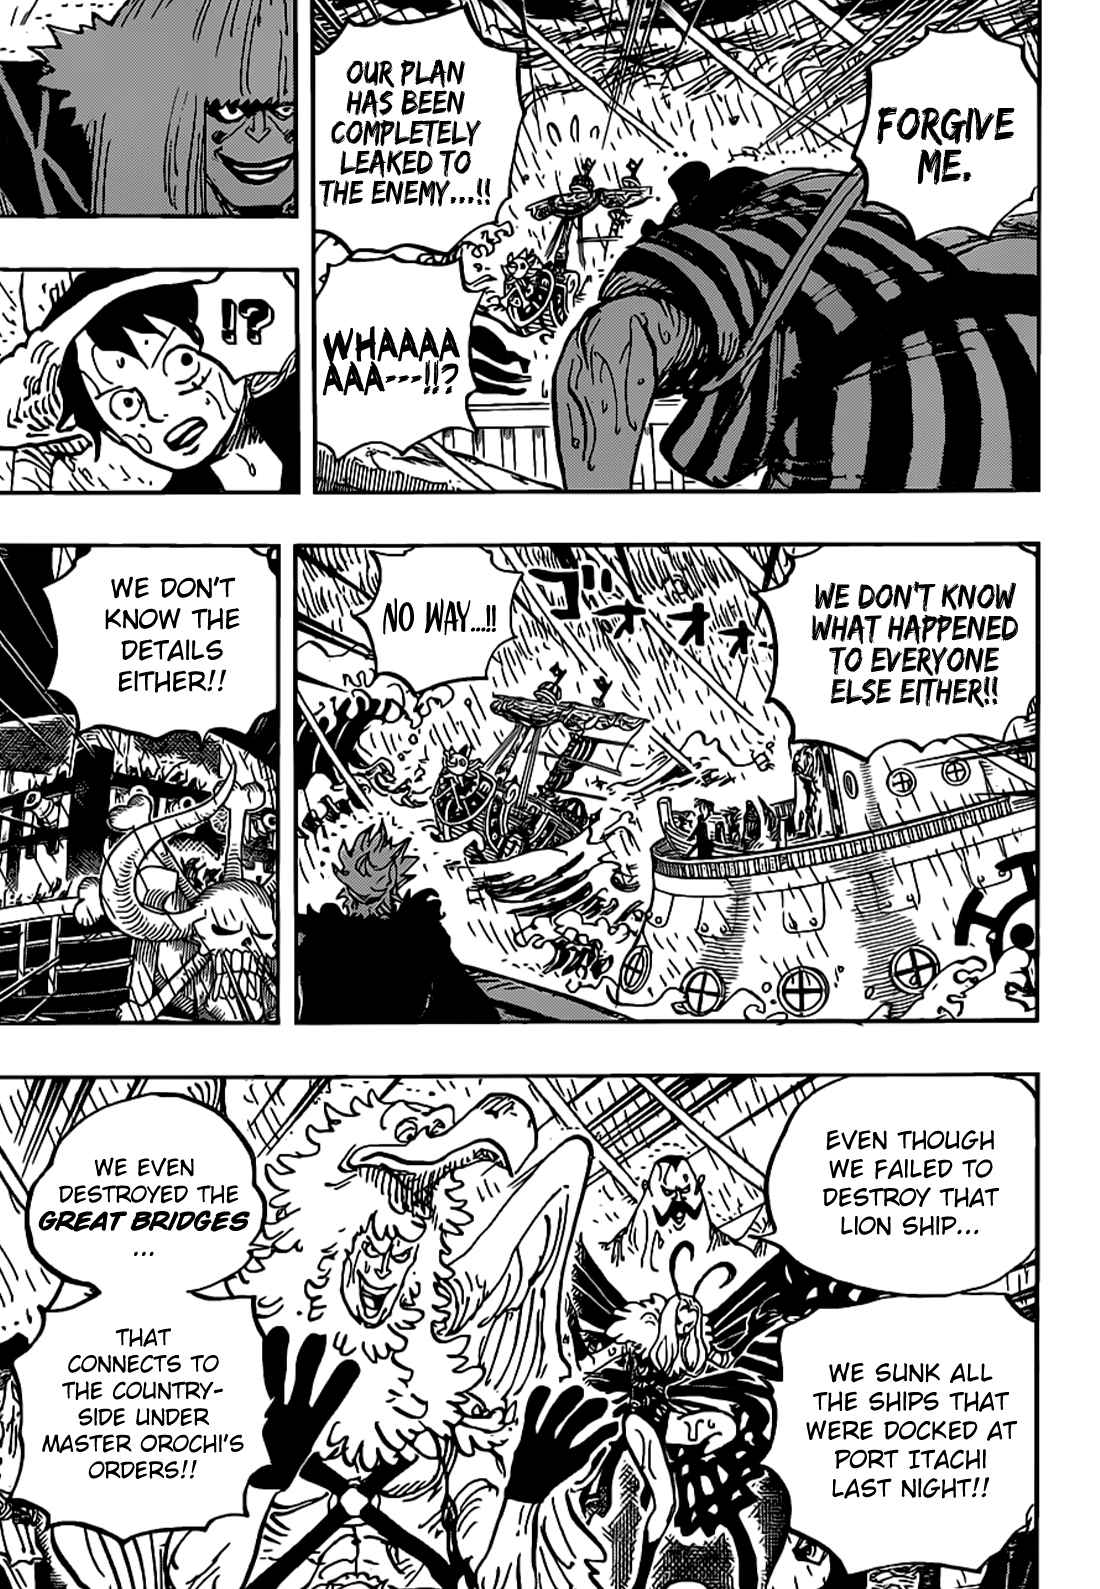 FORGIVE
ME.
OUR PLAN
HAS BEEN
COMPLETELY
LEAKED TO
THE ENEMY...!!
WHAAAA
AAA---!!?
!?
WE DON'T KNOW
WHAT HAPPENED
TO EVERYONE
ELSE EITHER!!
ゴォォォ
NO WAY...!!
WE DON'T
KNOW THE
DETAILS
EITHER!!
EVEN THOUGH
WE FAILED TO
DESTROY THAT
LION SHIP...
WE SUNK ALL
THE SHIPS THAT
WERE DOCKED AT
PORT ITACHI
LAST NIGHT!!
WE EVEN
DESTROYED THE
GREAT BRIDGES
...
THAT
CONNECTS TO
THE COUNTRY-
SIDE UNDER
MASTER OROCHI'S
ORDERS!!